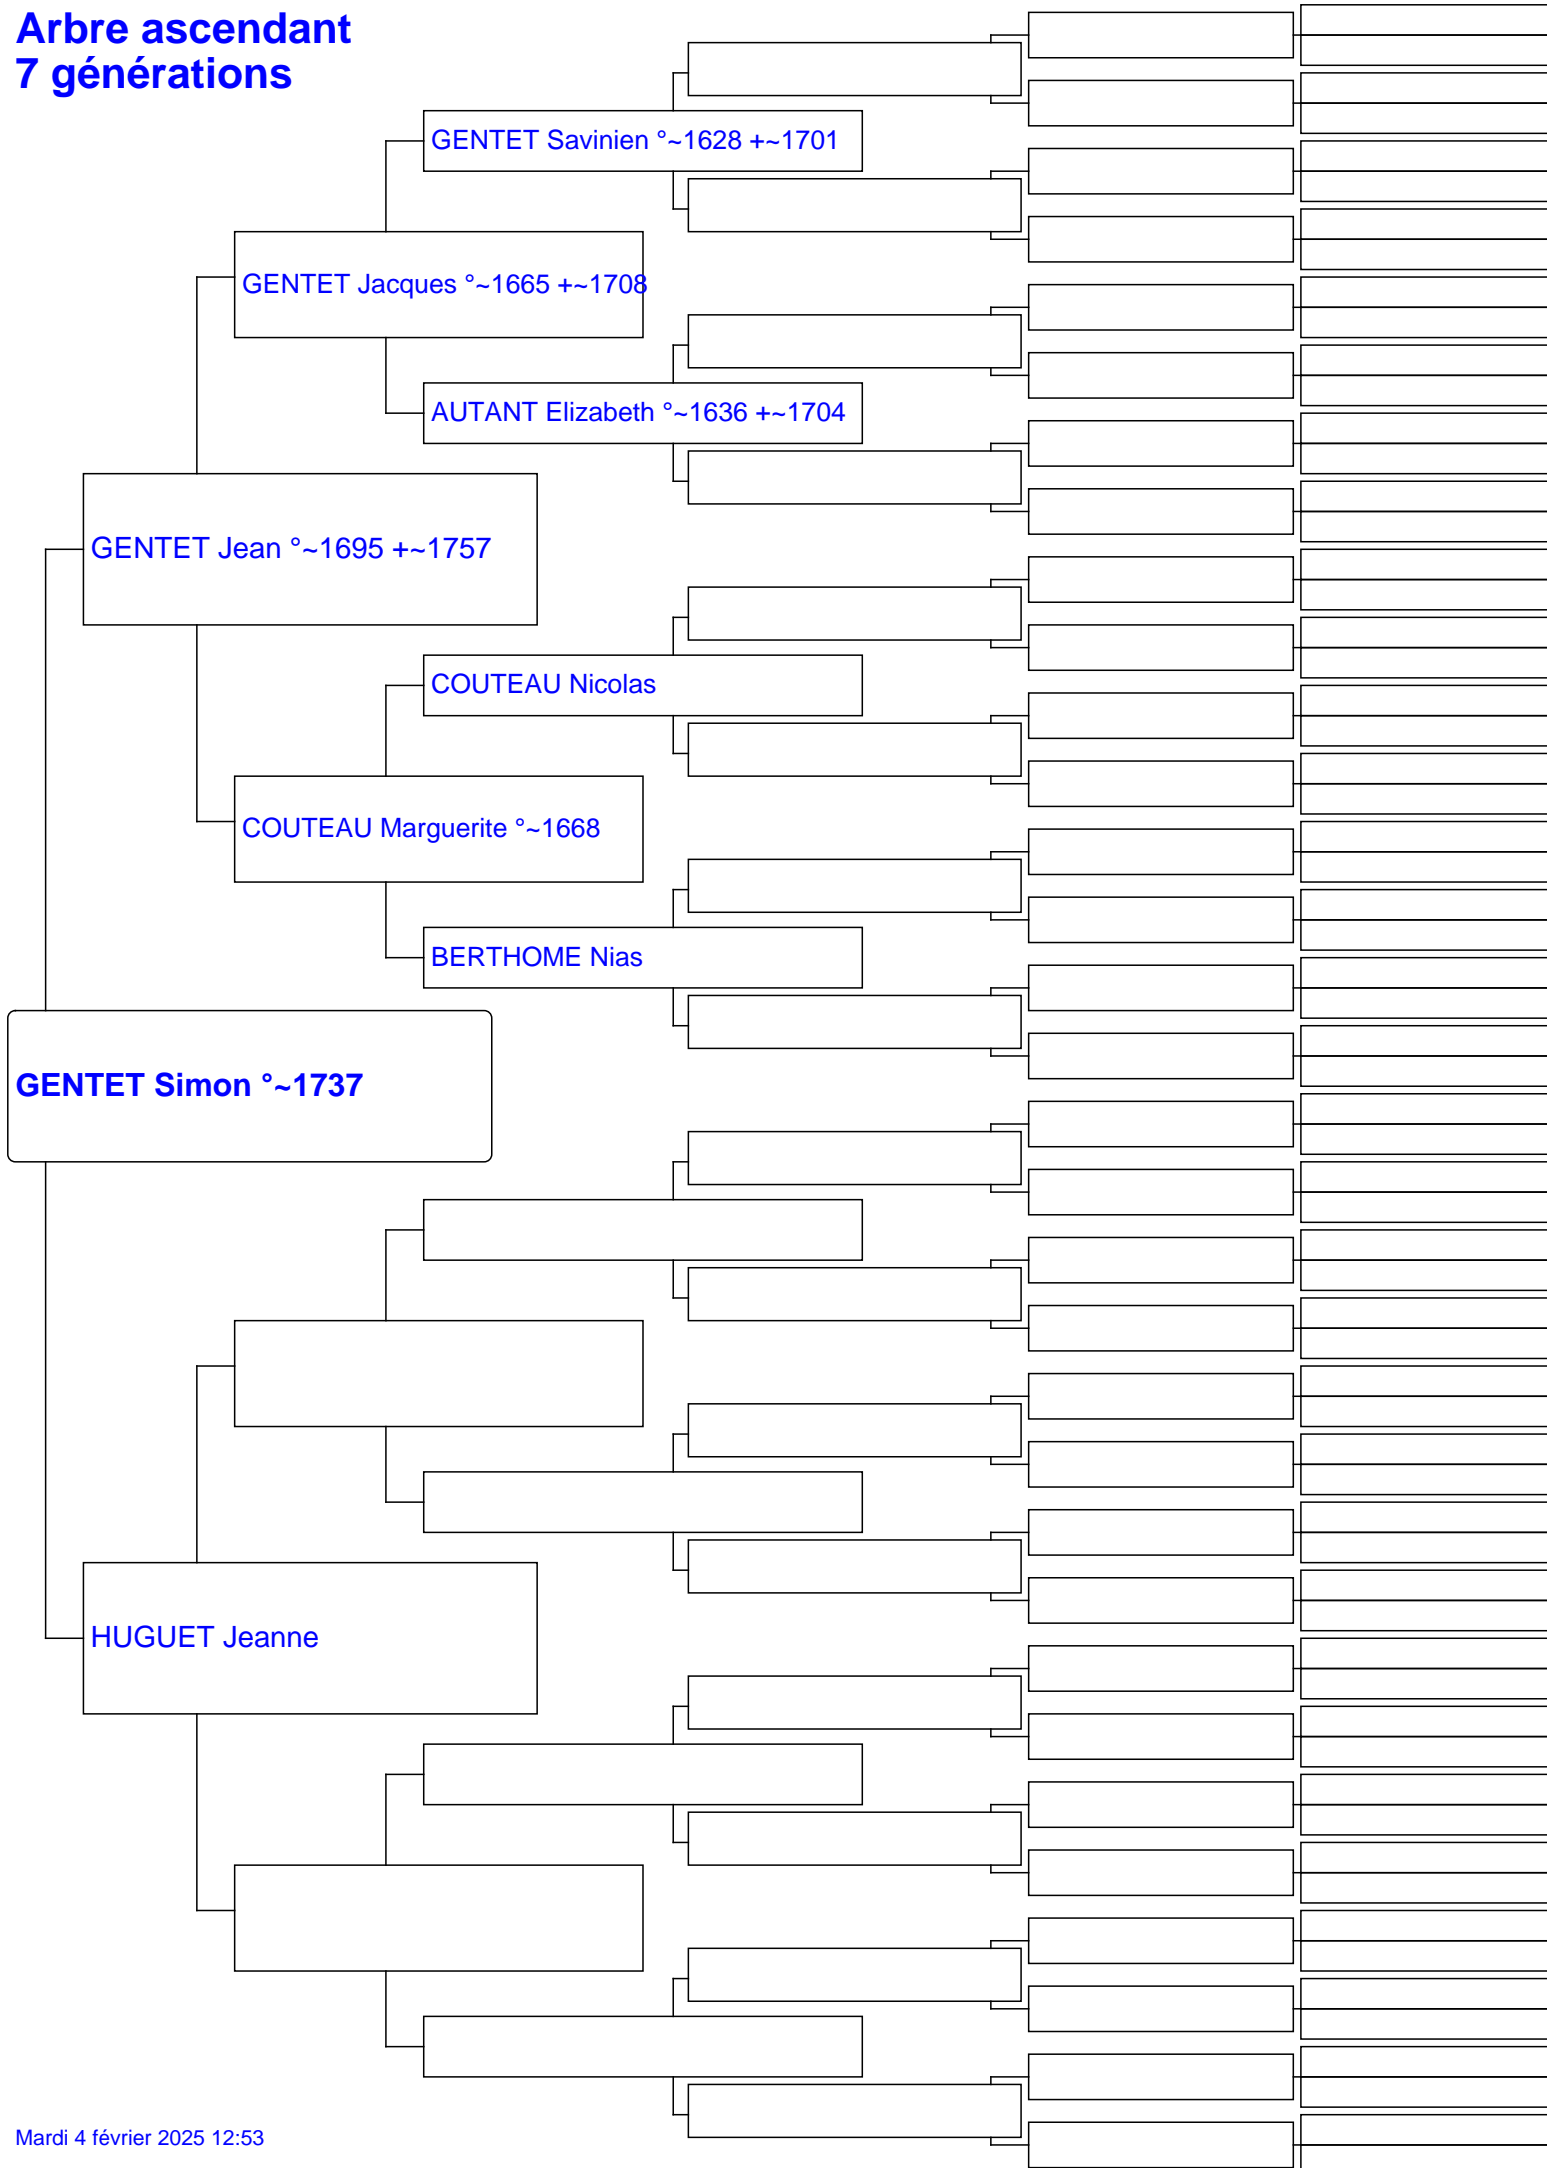 Arbre ascendant
7 générations
GENTET Savinien °~1628 +~1701
GENTET Jacques °~1665 +~1708
AUTANT Elizabeth °~1636 +~1704
GENTET Jean °~1695 +~1757
COUTEAU Nicolas
COUTEAU Marguerite °~1668
BERTHOME Nias
GENTET Simon °~1737
HUGUET Jeanne
Mardi 4 février 2025 12:53